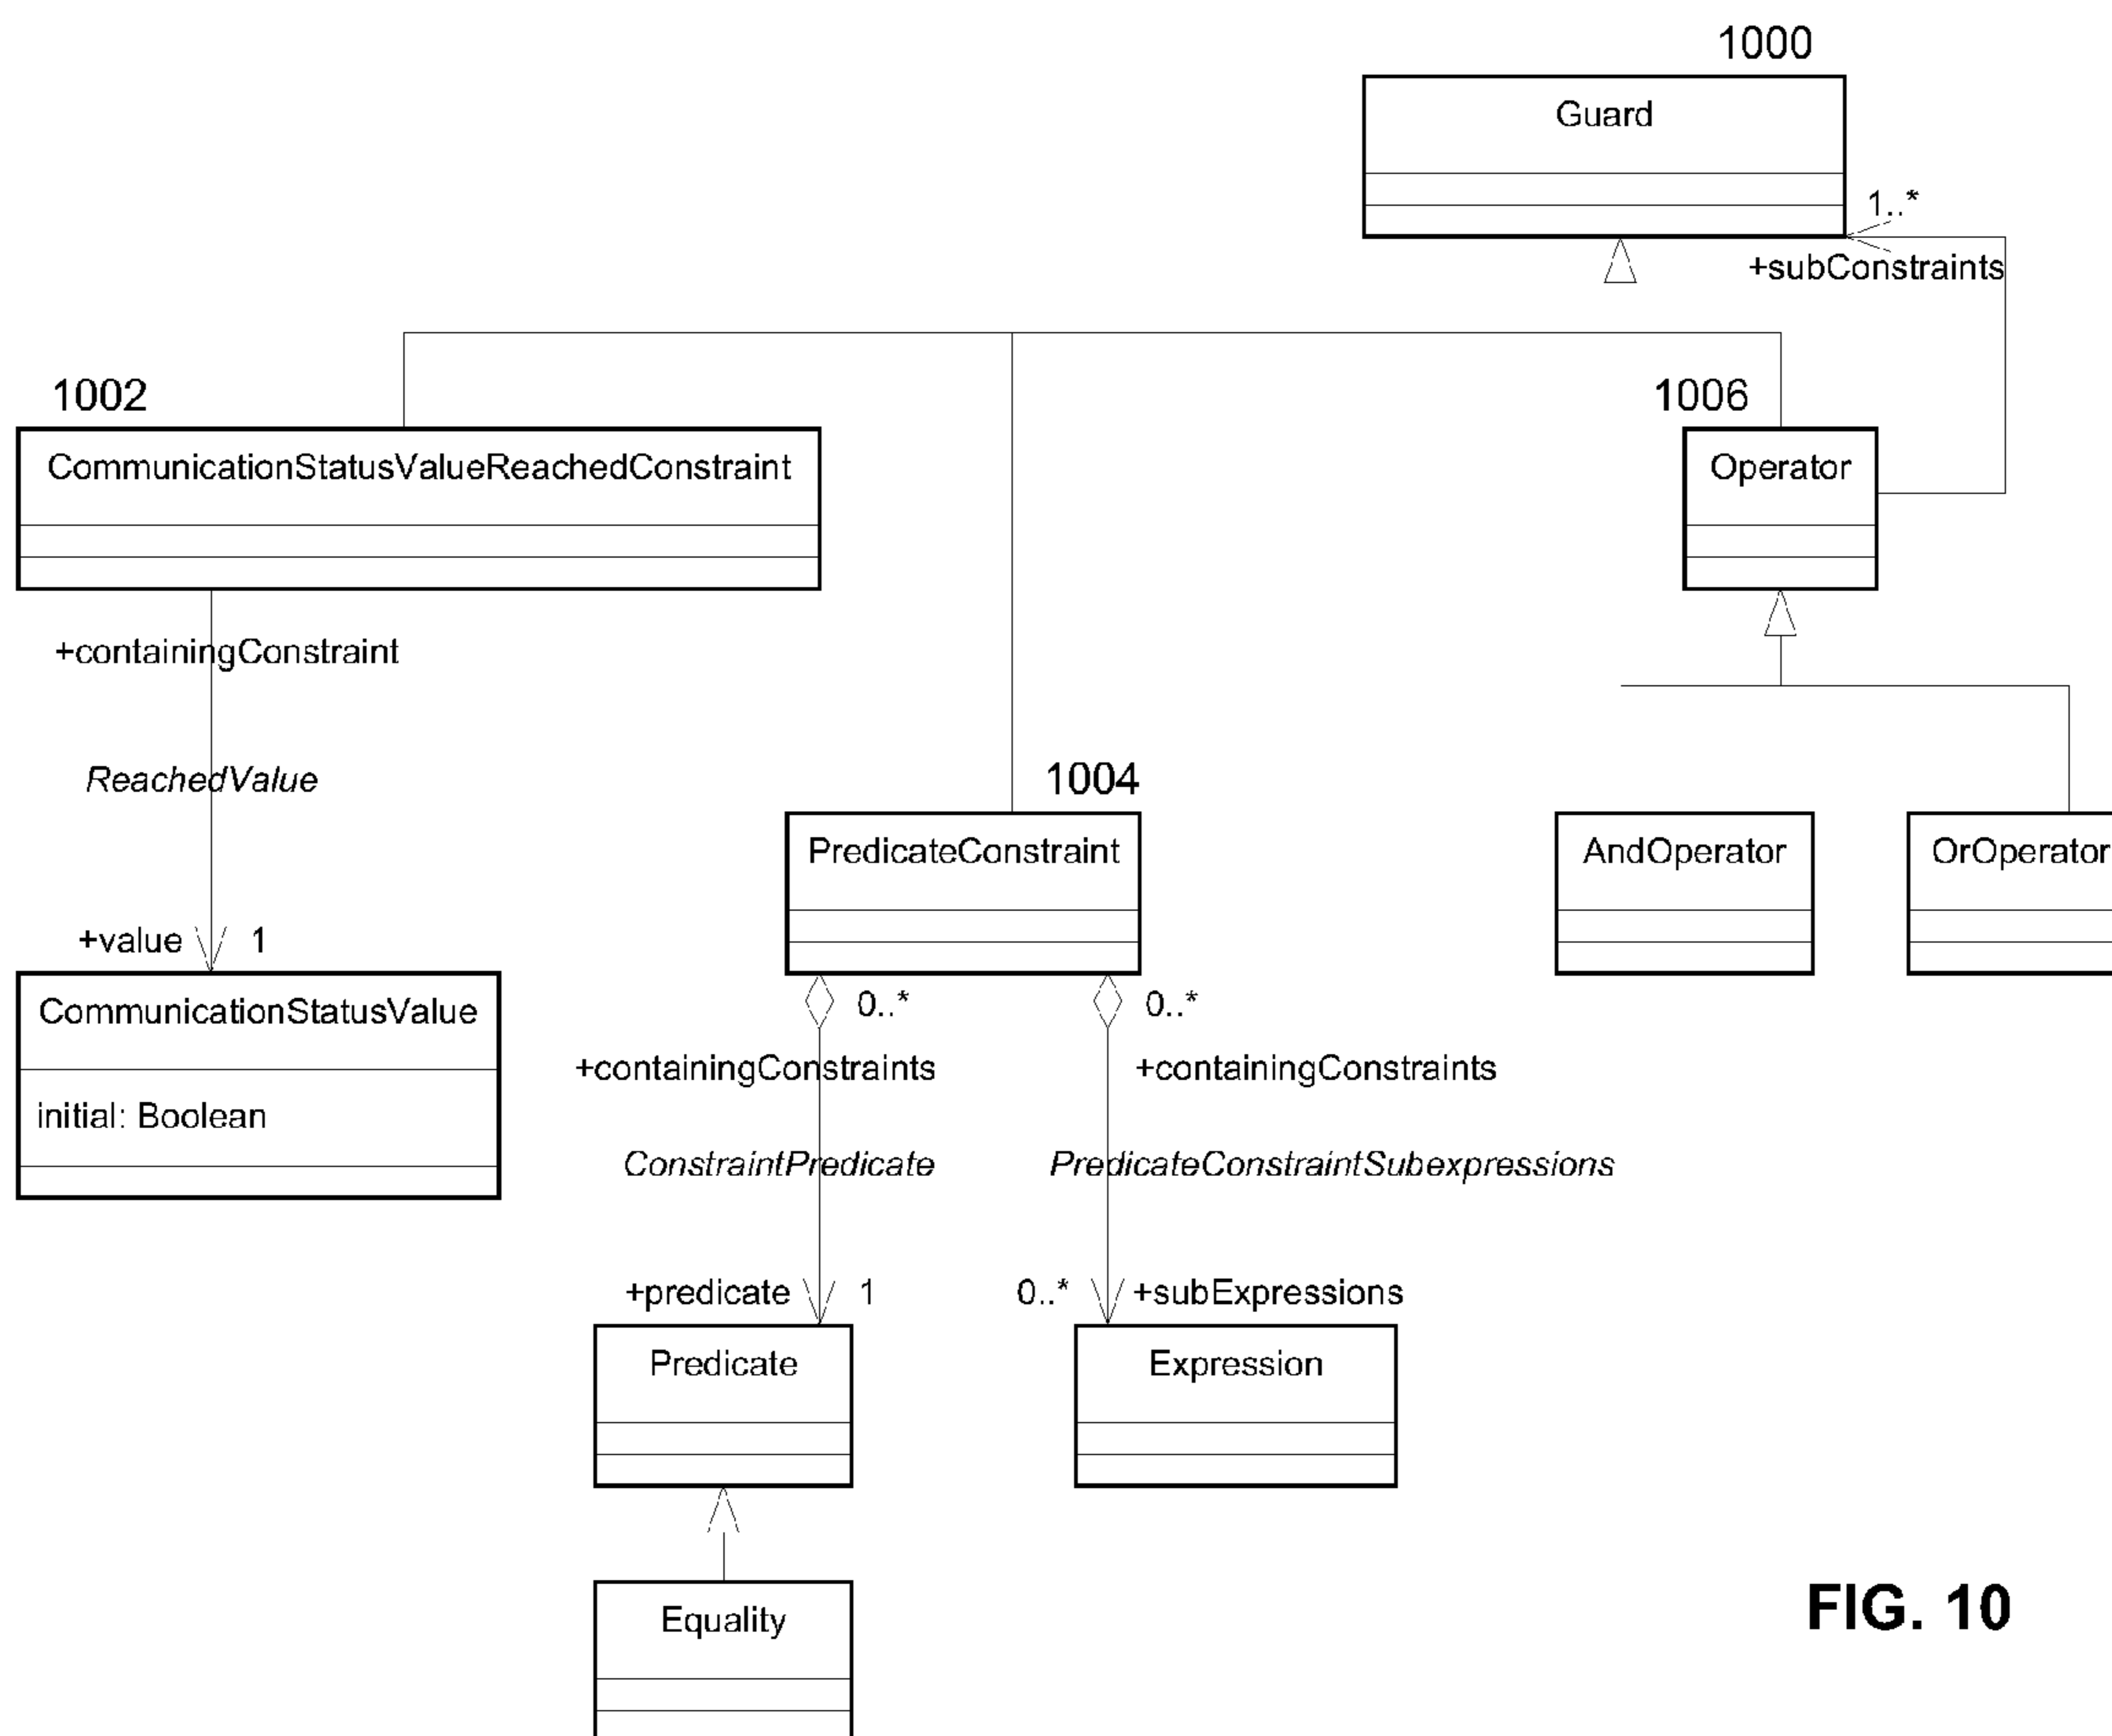 1000
Guard
1..*
+subConstraints
1002
1006
CommunicationStatusValueReachedConstraint
Operator
+containingConstraint
ReachedValue
1004
PredicateConstraint
AndOperator
OrOperator
+value
1
CommunicationStatusValue
0..*
0..*
+containingConstraints
+containingConstraints
initial: Boolean
ConstraintPredicate
PredicateConstraintSubexpressions
+predicate
1
0..*
+subExpressions
Predicate
Expression
Equality
FIG. 10